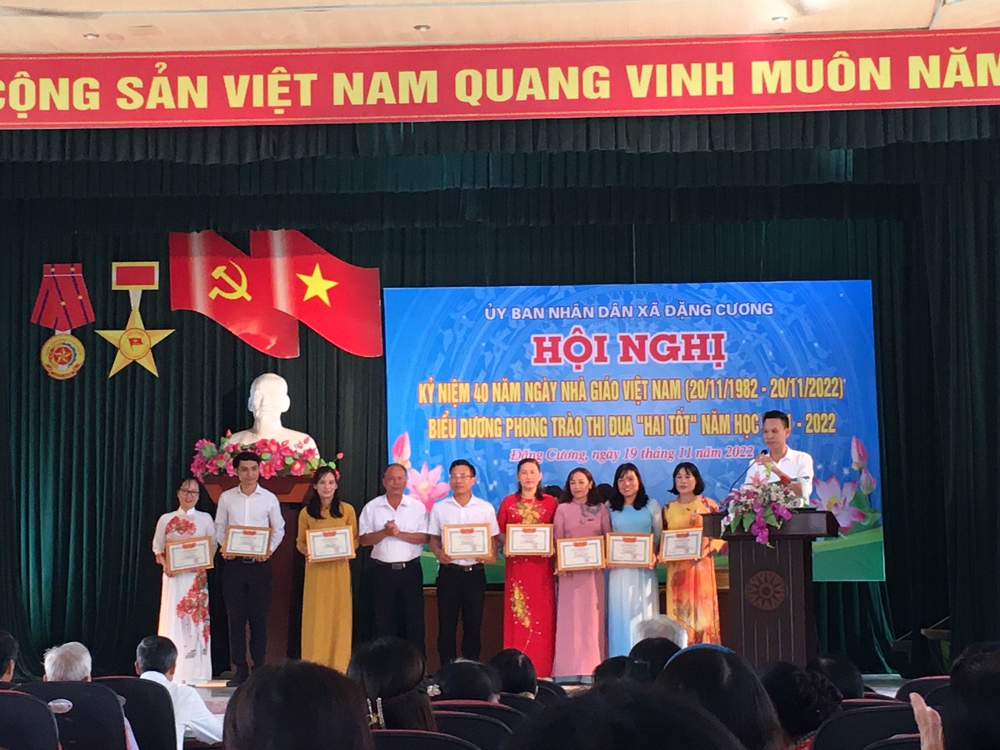 CỘNG SẢN VIỆT NAM QUANG VINH MUÔN NĂM
ỦY BAN NHÂN DÂN XÃ ĐẶNG CƯƠNG
HỘI NGHỊ
KỶ NIỆM 40 NĂM NGÀY NHÀ GIÁO VIỆT NAM (20/11/1982 - 20/11/2022)
BIỂU DƯƠNG PHONG TRÀO THI ĐUA "HAI TỐT" NĂM HỌC - 2022
Đặng Cương, ngày 19 tháng 11 năm 2022